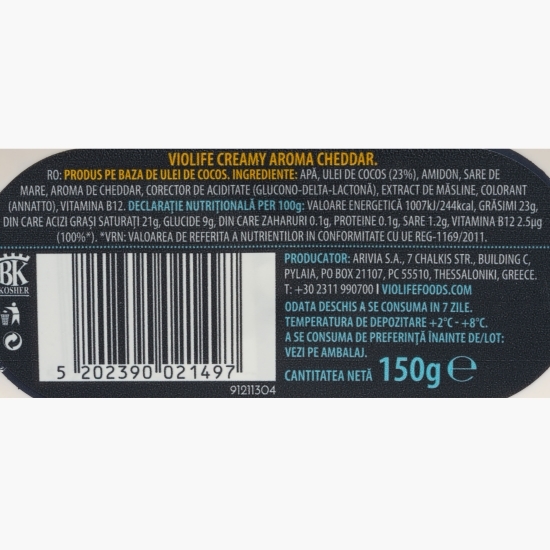 VIOLIFE CREAMY AROMA CHEDDAR.
RO: PRODUS PE BAZA DE ULEI DE COCOS. INGREDIENTE: APĂ, ULEI DE COCOS (23%), AMIDON, SARE DE
MARE, AROMA DE CHEDDAR, CORECTOR DE ACIDITATE (GLUCONO-DELTA-LACTONĂ), EXTRACT DE MĂSLINE, COLORANT
(ANNATTO), VITAMINA B12. DECLARAȚIE NUTRIȚIONALĂ PER 100g: VALOARE ENERGETICĂ 1007kJ/244kcal, GRĂSIMI 23g,
DIN CARE ACIZI GRAȘI SATURAȚI 21g, GLUCIDE 9g, DIN CARE ZAHARURI 0.1g, PROTEINE 0.1g, SARE 1.2g, VITAMINA B12 2.5μg
(100%*). *VRN: VALOAREA DE REFERITA A NUTRIENTILOR IN CONFORMITATE CU UE REG-1169/2011.
BK
KOSHER
PRODUCATOR: ARIVIA S.A., 7 CHALKIS STR., BUILDING C,
PYLAIA, PO BOX 21107, PC 55510, THESSALONIKI, GREECE.
T: +30 2311 990700 | VIOLIFEFOODS.COM
ODATA DESCHIS A SE CONSUMA IN 7 ZILE.
TEMPERATURA DE DEPOZITARE +2°C - +8°C.
A SE CONSUMA DE PREFERINȚĂ ÎNAINTE DE/LOT:
VEZI PE AMBALAJ.
CANTITATEA NETĂ 150g ℮
5 202390 021497
91211304